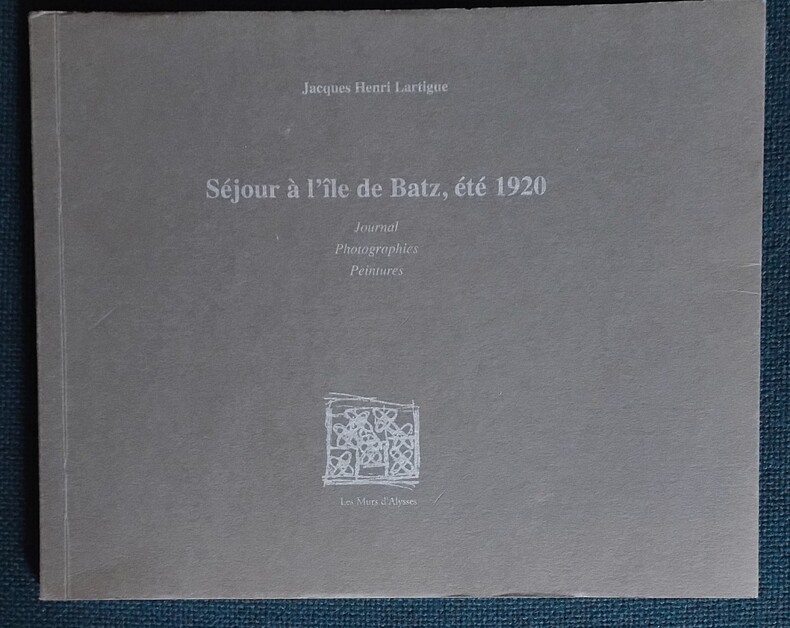 Jacques Henri Lartigue
Séjour à l'île de Batz, été 1920
Journal
Photographies
Peintures
Les Murs d'Alysses